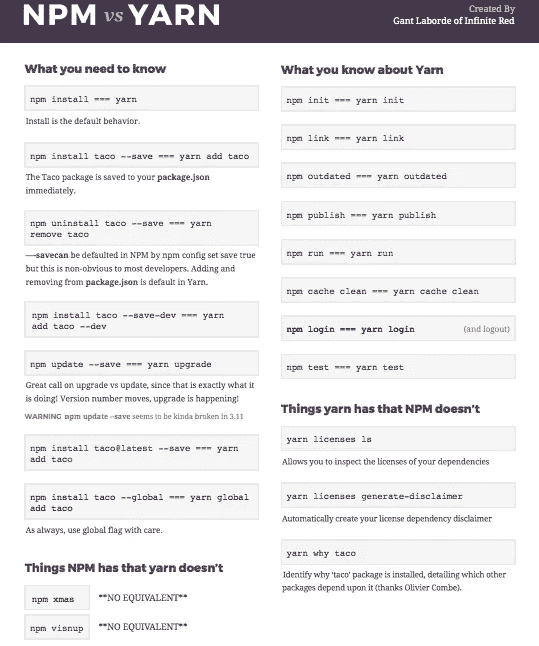 NPM vs YARN
Created By
Gant Laborde of Infinite Red
What you need to know
npm install === yarn
Install is the default behavior.
npm install taco --save === yarn add taco
The Taco package is saved to your package.json
immediately.
npm uninstall taco --save === yarn
remove taco
—-savecan be defaulted in NPM by npm config set save true
but this is non-obvious to most developers. Adding and
removing from package.json is default in Yarn.
npm install taco --save-dev === yarn
add taco --dev
npm update --save === yarn upgrade
Great call on upgrade vs update, since that is exactly what it
is doing! Version number moves, upgrade is happening!
WARNING npm update --save seems to be kinda broken in 3.11
npm install taco@latest --save === yarn
add taco
npm install taco --global === yarn global
add taco
As always, use global flag with care.
Things NPM has that yarn doesn't
npm xmas
**NO EQUIVALENT**
npm visnup
**NO EQUIVALENT**
What you know about Yarn
npm init === yarn init
npm link === yarn link
npm outdated === yarn outdated
npm publish === yarn publish
npm run === yarn run
npm cache clean === yarn cache clean
npm login === yarn login (and logout)
npm test === yarn test
Things yarn has that NPM doesn't
yarn licenses ls
Allows you to inspect the licenses of your dependencies
yarn licenses generate-disclaimer
Automatically create your license dependency disclaimer
yarn why taco
Identify why 'taco' package is installed, detailing which other
packages depend upon it (thanks Olivier Combe).